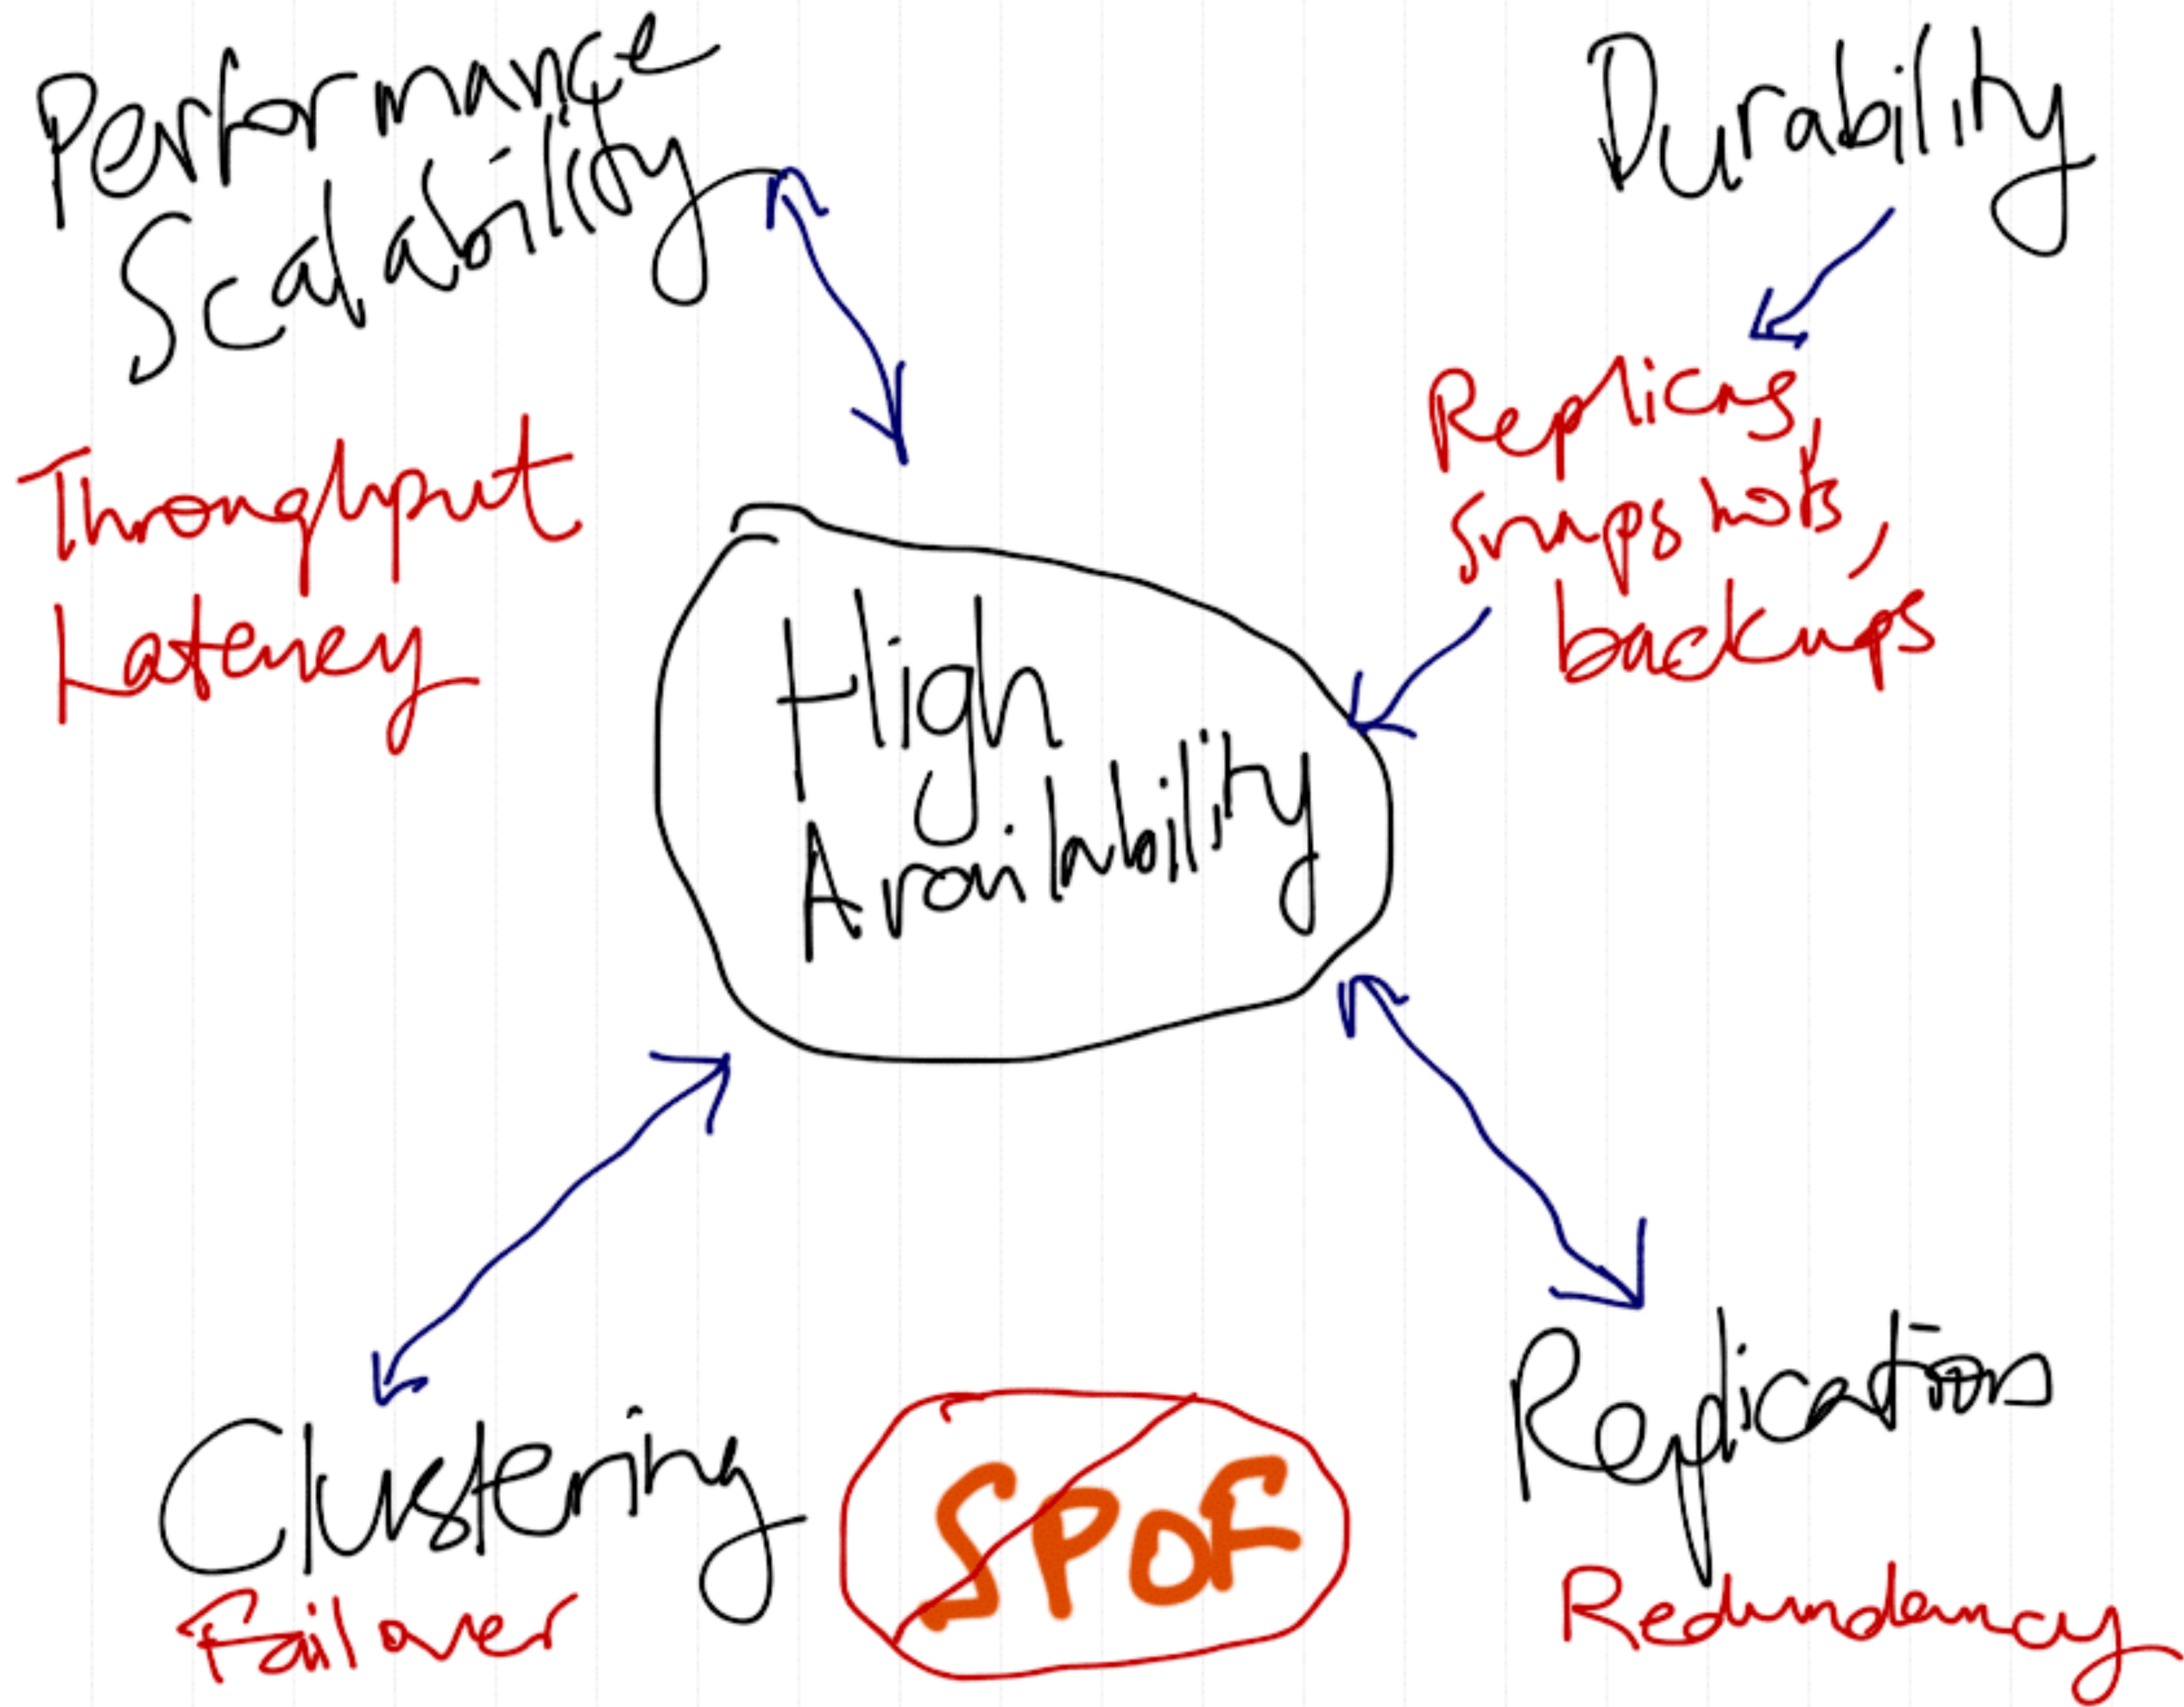 Performance
Scalability
Throughput
Latency
Durability
Replicas,
snapshots,
backups
High
Availability
Clustering
Failover
SPOF
Replication
Redundancy